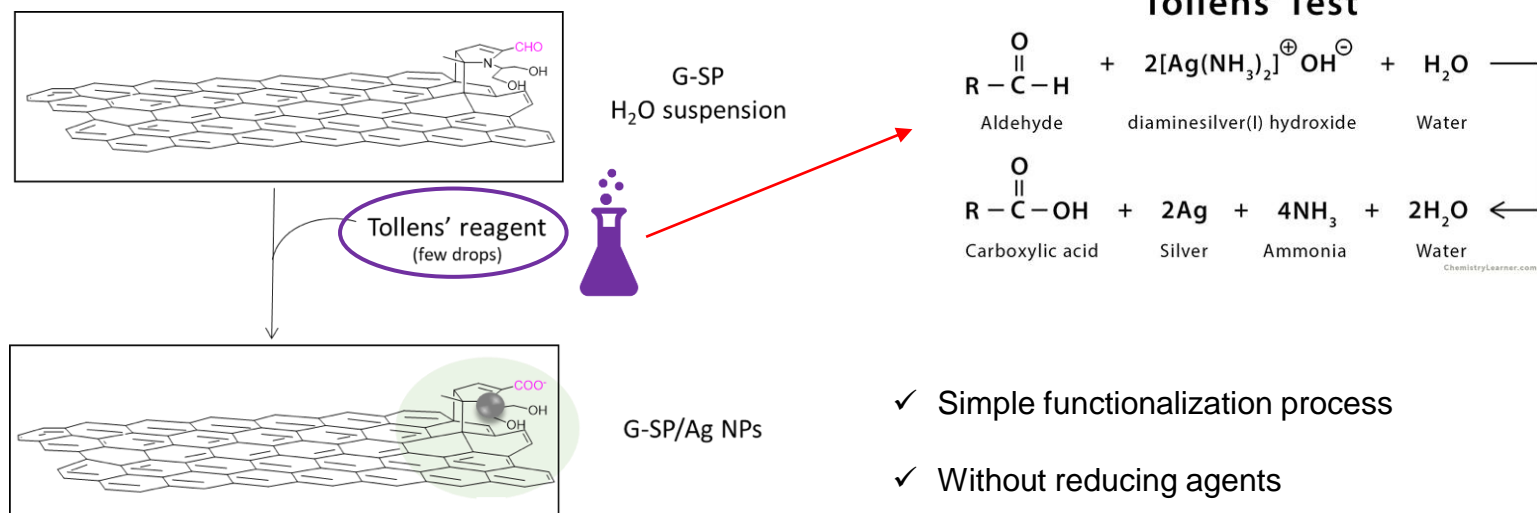 CHO
N
OH
OH
G-SP
H₂O suspension
Tollens' reagent
(few drops)
COO⁻
OH
OH
G-SP/Ag NPs
Tollens' Test
O
R – C – H + 2[Ag(NH₃)₂]⊕ OH⊖ + H₂O
Aldehyde diaminesilver(I) hydroxide Water
O
R – C – OH + 2Ag + 4NH₃ + 2H₂O
Carboxylic acid Silver Ammonia Water
ChemistryLearner.com
✓ Simple functionalization process
✓ Without reducing agents